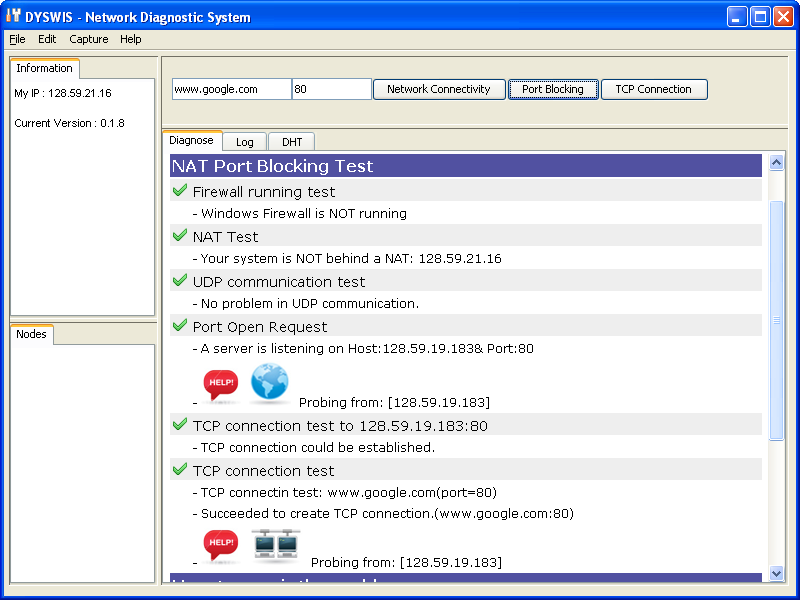 DYSWIS - Network Diagnostic System
File Edit Capture Help
Information
My IP : 128.59.21.16
Current Version : 0.1.8
Nodes
www.google.com 80 Network Connectivity Port Blocking TCP Connection
Diagnose Log DHT
NAT Port Blocking Test
Firewall running test
- Windows Firewall is NOT running
NAT Test
- Your system is NOT behind a NAT: 128.59.21.16
UDP communication test
- No problem in UDP communication.
Port Open Request
- A server is listening on Host:128.59.19.183& Port:80
- HELP! Probing from: [128.59.19.183]
TCP connection test to 128.59.19.183:80
- TCP connection could be established.
TCP connection test
- TCP connectin test: www.google.com(port=80)
- Succeeded to create TCP connection.(www.google.com:80)
- HELP! Probing from: [128.59.19.183]